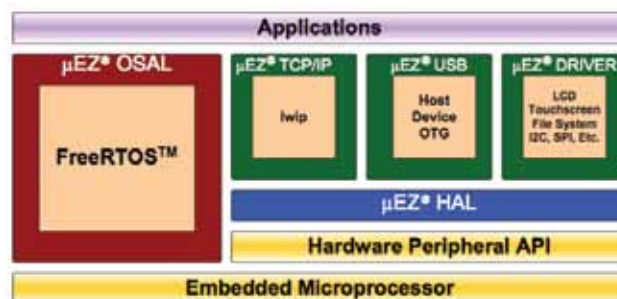 Applications
µEZ® OSAL
µEZ® TCP/IP
µEZ® USB
µEZ® DRIVER
FreeRTOS™
lwip
Host
Device
OTG
LCD
Touchscreen
File System
I2C, SPI, Etc.
µEZ® HAL
Hardware Peripheral API
Embedded Microprocessor